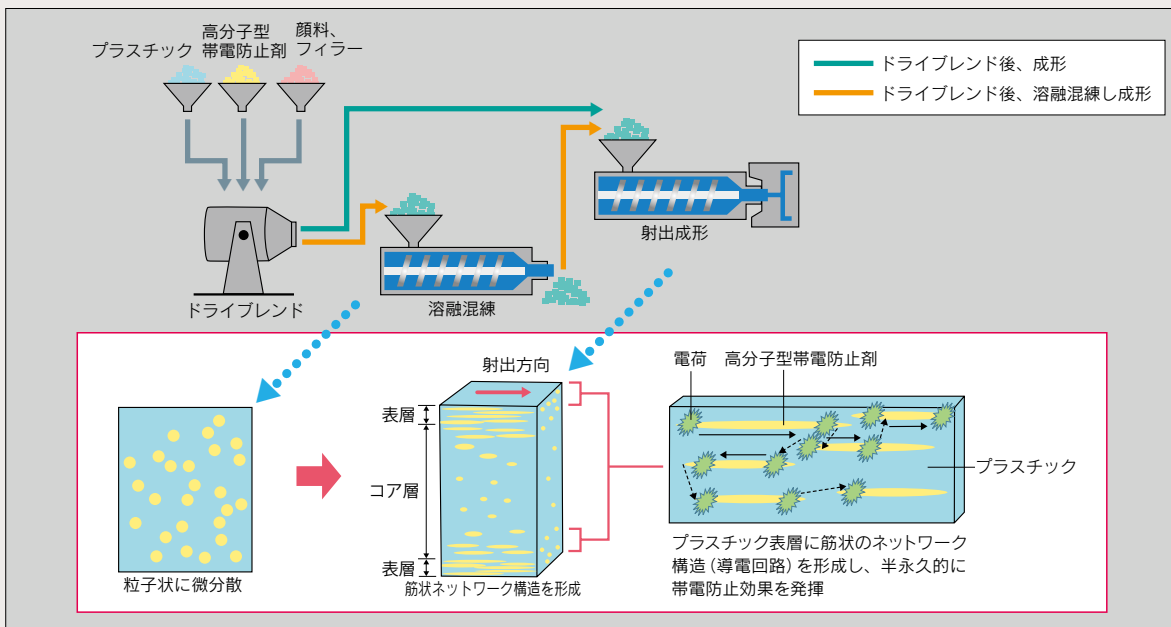 プラスチック
高分子型
帯電防止剤
顔料、
フィラー
ドライブレンド後、成形
ドライブレンド後、溶融混練し成形
射出成形
ドライブレンド
溶融混練
射出方向
電荷
高分子型帯電防止剤
表層
コア層
表層
プラスチック
粒子状に微分散
筋状ネットワーク構造を形成
プラスチック表層に筋状のネットワーク
構造（導電回路）を形成し、半永久的に
帯電防止効果を発揮